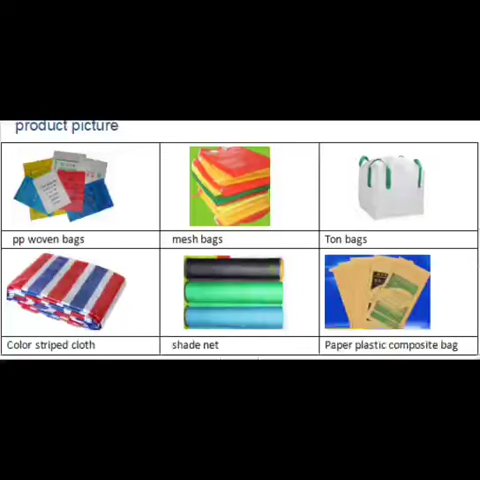 product picture
pp woven bags
mesh bags
Ton bags
Color striped cloth
shade net
Paper plastic composite bag